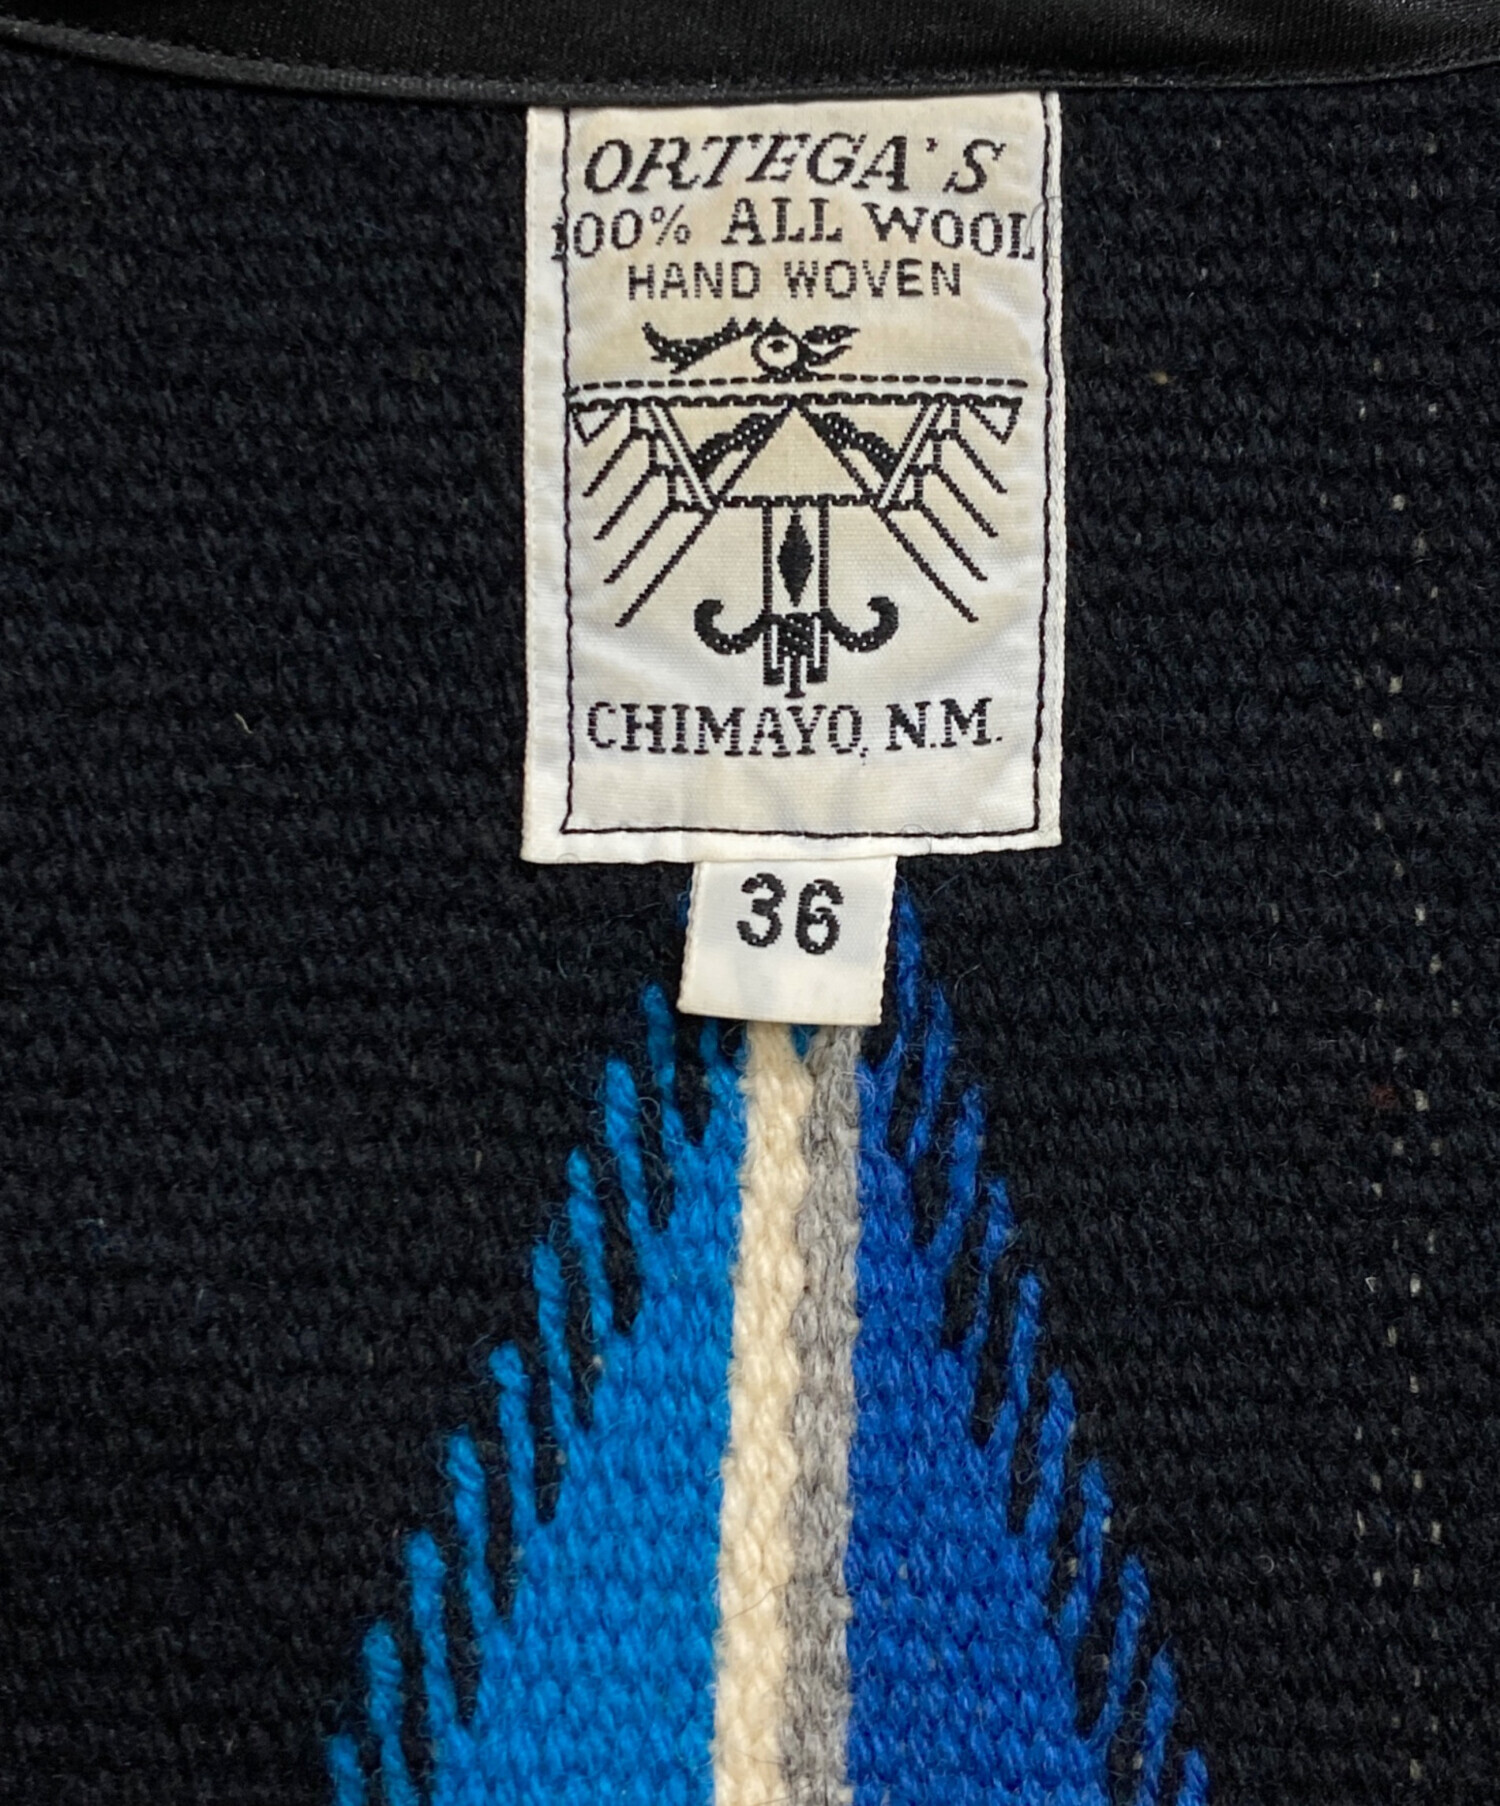 ORTEGA'S
100% ALL WOOL
HAND WOVEN
CHIMAYO, N.M.
36